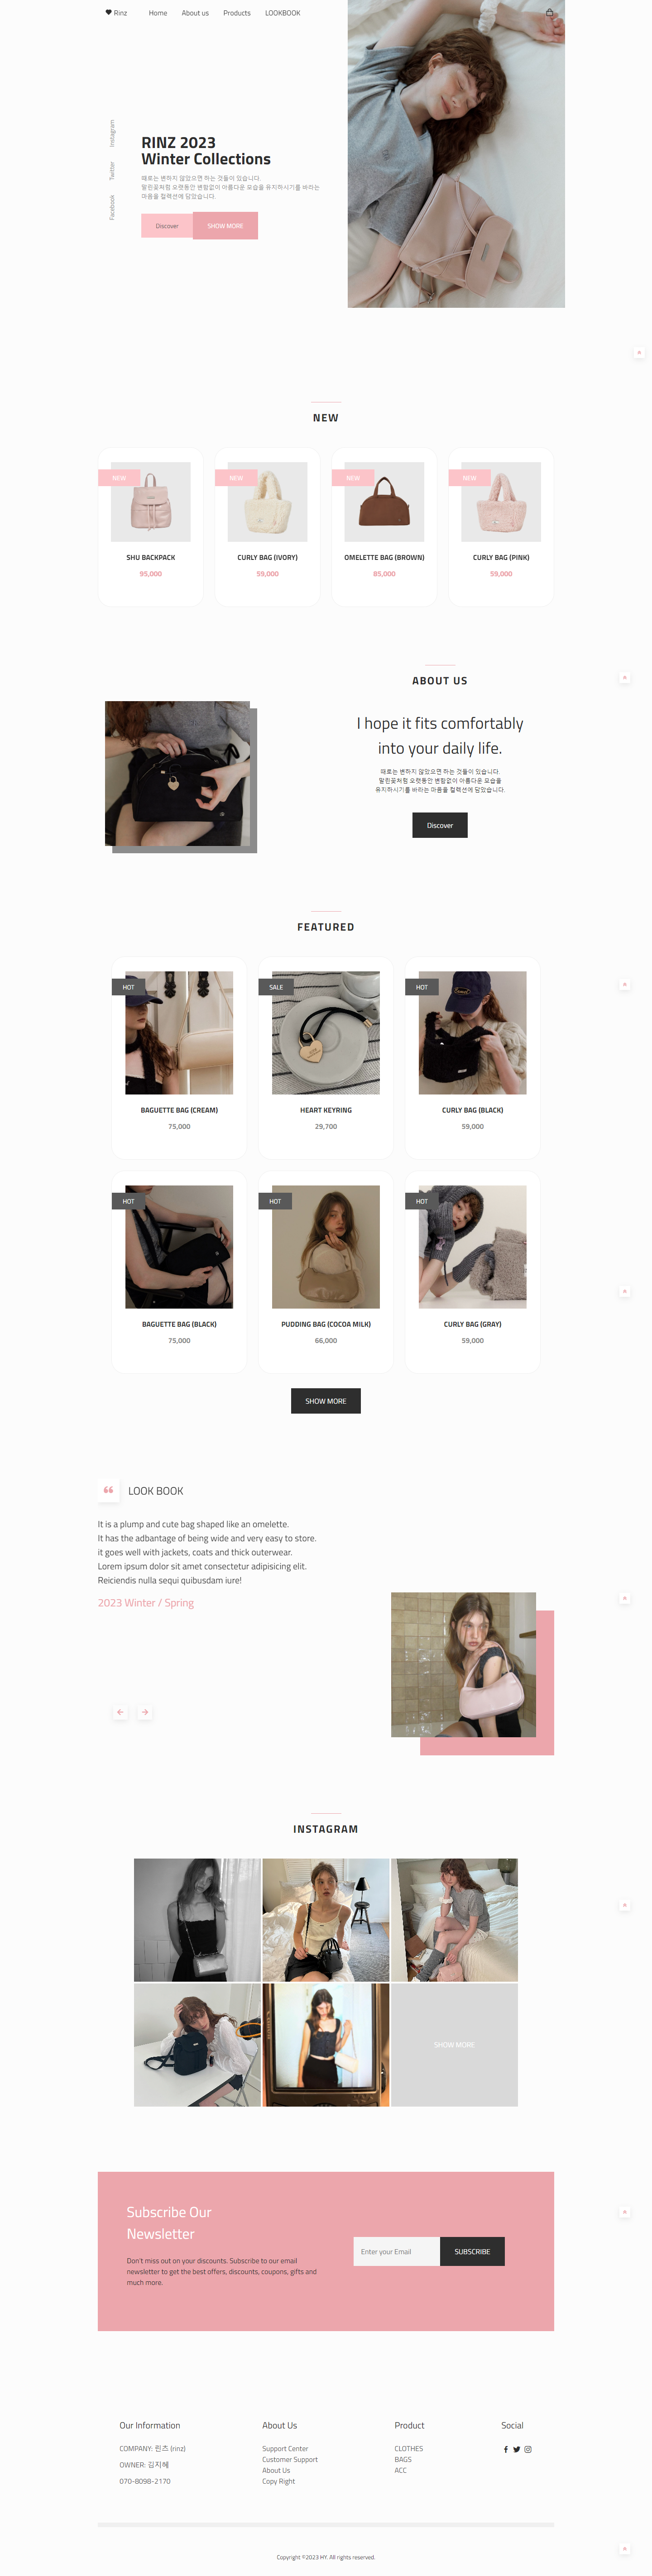 Rinz Home About us Products LOOKBOOK
Instagram
Twitter
Facebook
RINZ 2023
Winter Collections
때로는 변하지 않았으면 하는 것들이 있습니다.
말린꽃처럼 오랫동안 변함없이 아름다운 모습을 유지하시기를 바라는
마음을 컬렉션에 담았습니다.
Discover SHOW MORE
NEW
NEW NEW NEW NEW
SHU BACKPACK CURLY BAG (IVORY) OMELETTE BAG (BROWN) CURLY BAG (PINK)
95,000 59,000 85,000 59,000
ABOUT US
I hope it fits comfortably
into your daily life.
때로는 변하지 않았으면 하는 것들이 있습니다.
말린꽃처럼 오랫동안 변함없이 아름다운 모습을
유지하시기를 바라는 마음을 컬렉션에 담았습니다.
Discover
FEATURED
HOT SALE HOT
BAGUETTE BAG (CREAM) HEART KEYRING CURLY BAG (BLACK)
75,000 29,700 59,000
HOT HOT HOT
BAGUETTE BAG (BLACK) PUDDING BAG (COCOA MILK) CURLY BAG (GRAY)
75,000 66,000 59,000
SHOW MORE
LOOK BOOK
It is a plump and cute bag shaped like an omelette.
It has the adbantage of being wide and very easy to store.
it goes well with jackets, coats and thick outerwear.
Lorem ipsum dolor sit amet consectetur adipisicing elit.
Reiciendis nulla sequi quibusdam iure!
2023 Winter / Spring
INSTAGRAM
SHOW MORE
Subscribe Our
Newsletter
Don't miss out on your discounts. Subscribe to our email
newsletter to get the best offers, discounts, coupons, gifts and
much more.
Enter your Email SUBSCRIBE
Our Information About Us Product Social
COMPANY: 린즈 (rinz) Support Center CLOTHES
Customer Support BAGS
OWNER: 김지혜 About Us ACC
070-8098-2170 Copy Right
Copyright ©2023 HY. All rights reserved.